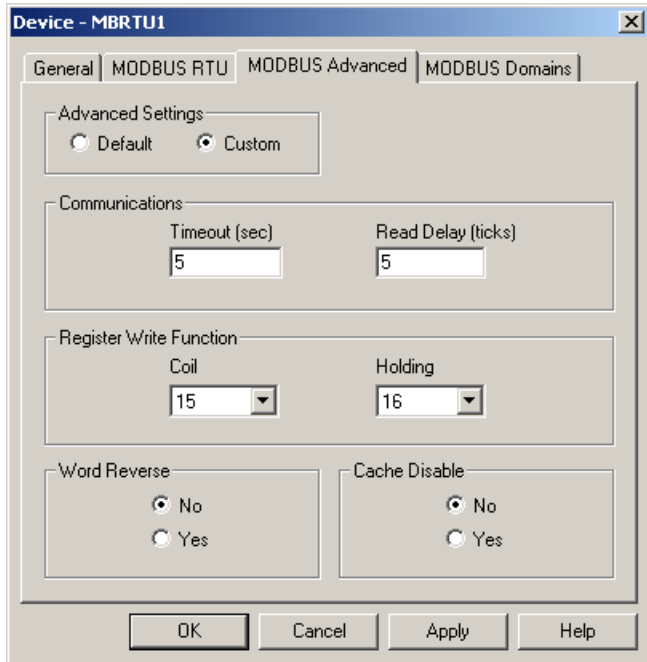 Device - MBRTU1
General MODBUS RTU MODBUS Advanced MODBUS Domains
Advanced Settings
Default Custom
Communications
Timeout (sec) Read Delay (ticks)
5 5
Register Write Function
Coil Holding
15 16
Word Reverse Cache Disable
No No
Yes Yes
OK Cancel Apply Help